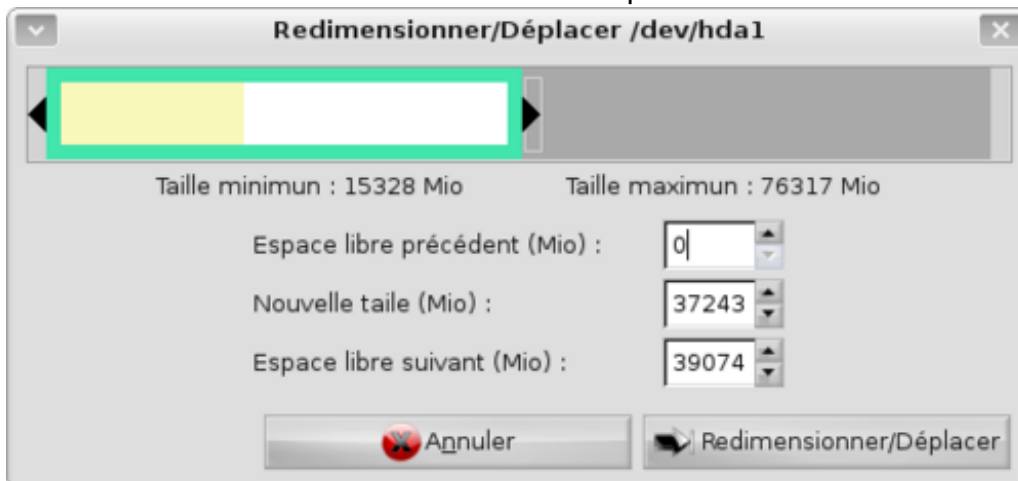 Redimensionner/Déplacer /dev/hda1
Taille minimun : 15328 Mio Taille maximun : 76317 Mio
Espace libre précédent (Mio) : 0
Nouvelle taile (Mio) : 37243
Espace libre suivant (Mio) : 39074
Annuler Redimensionner/Déplacer